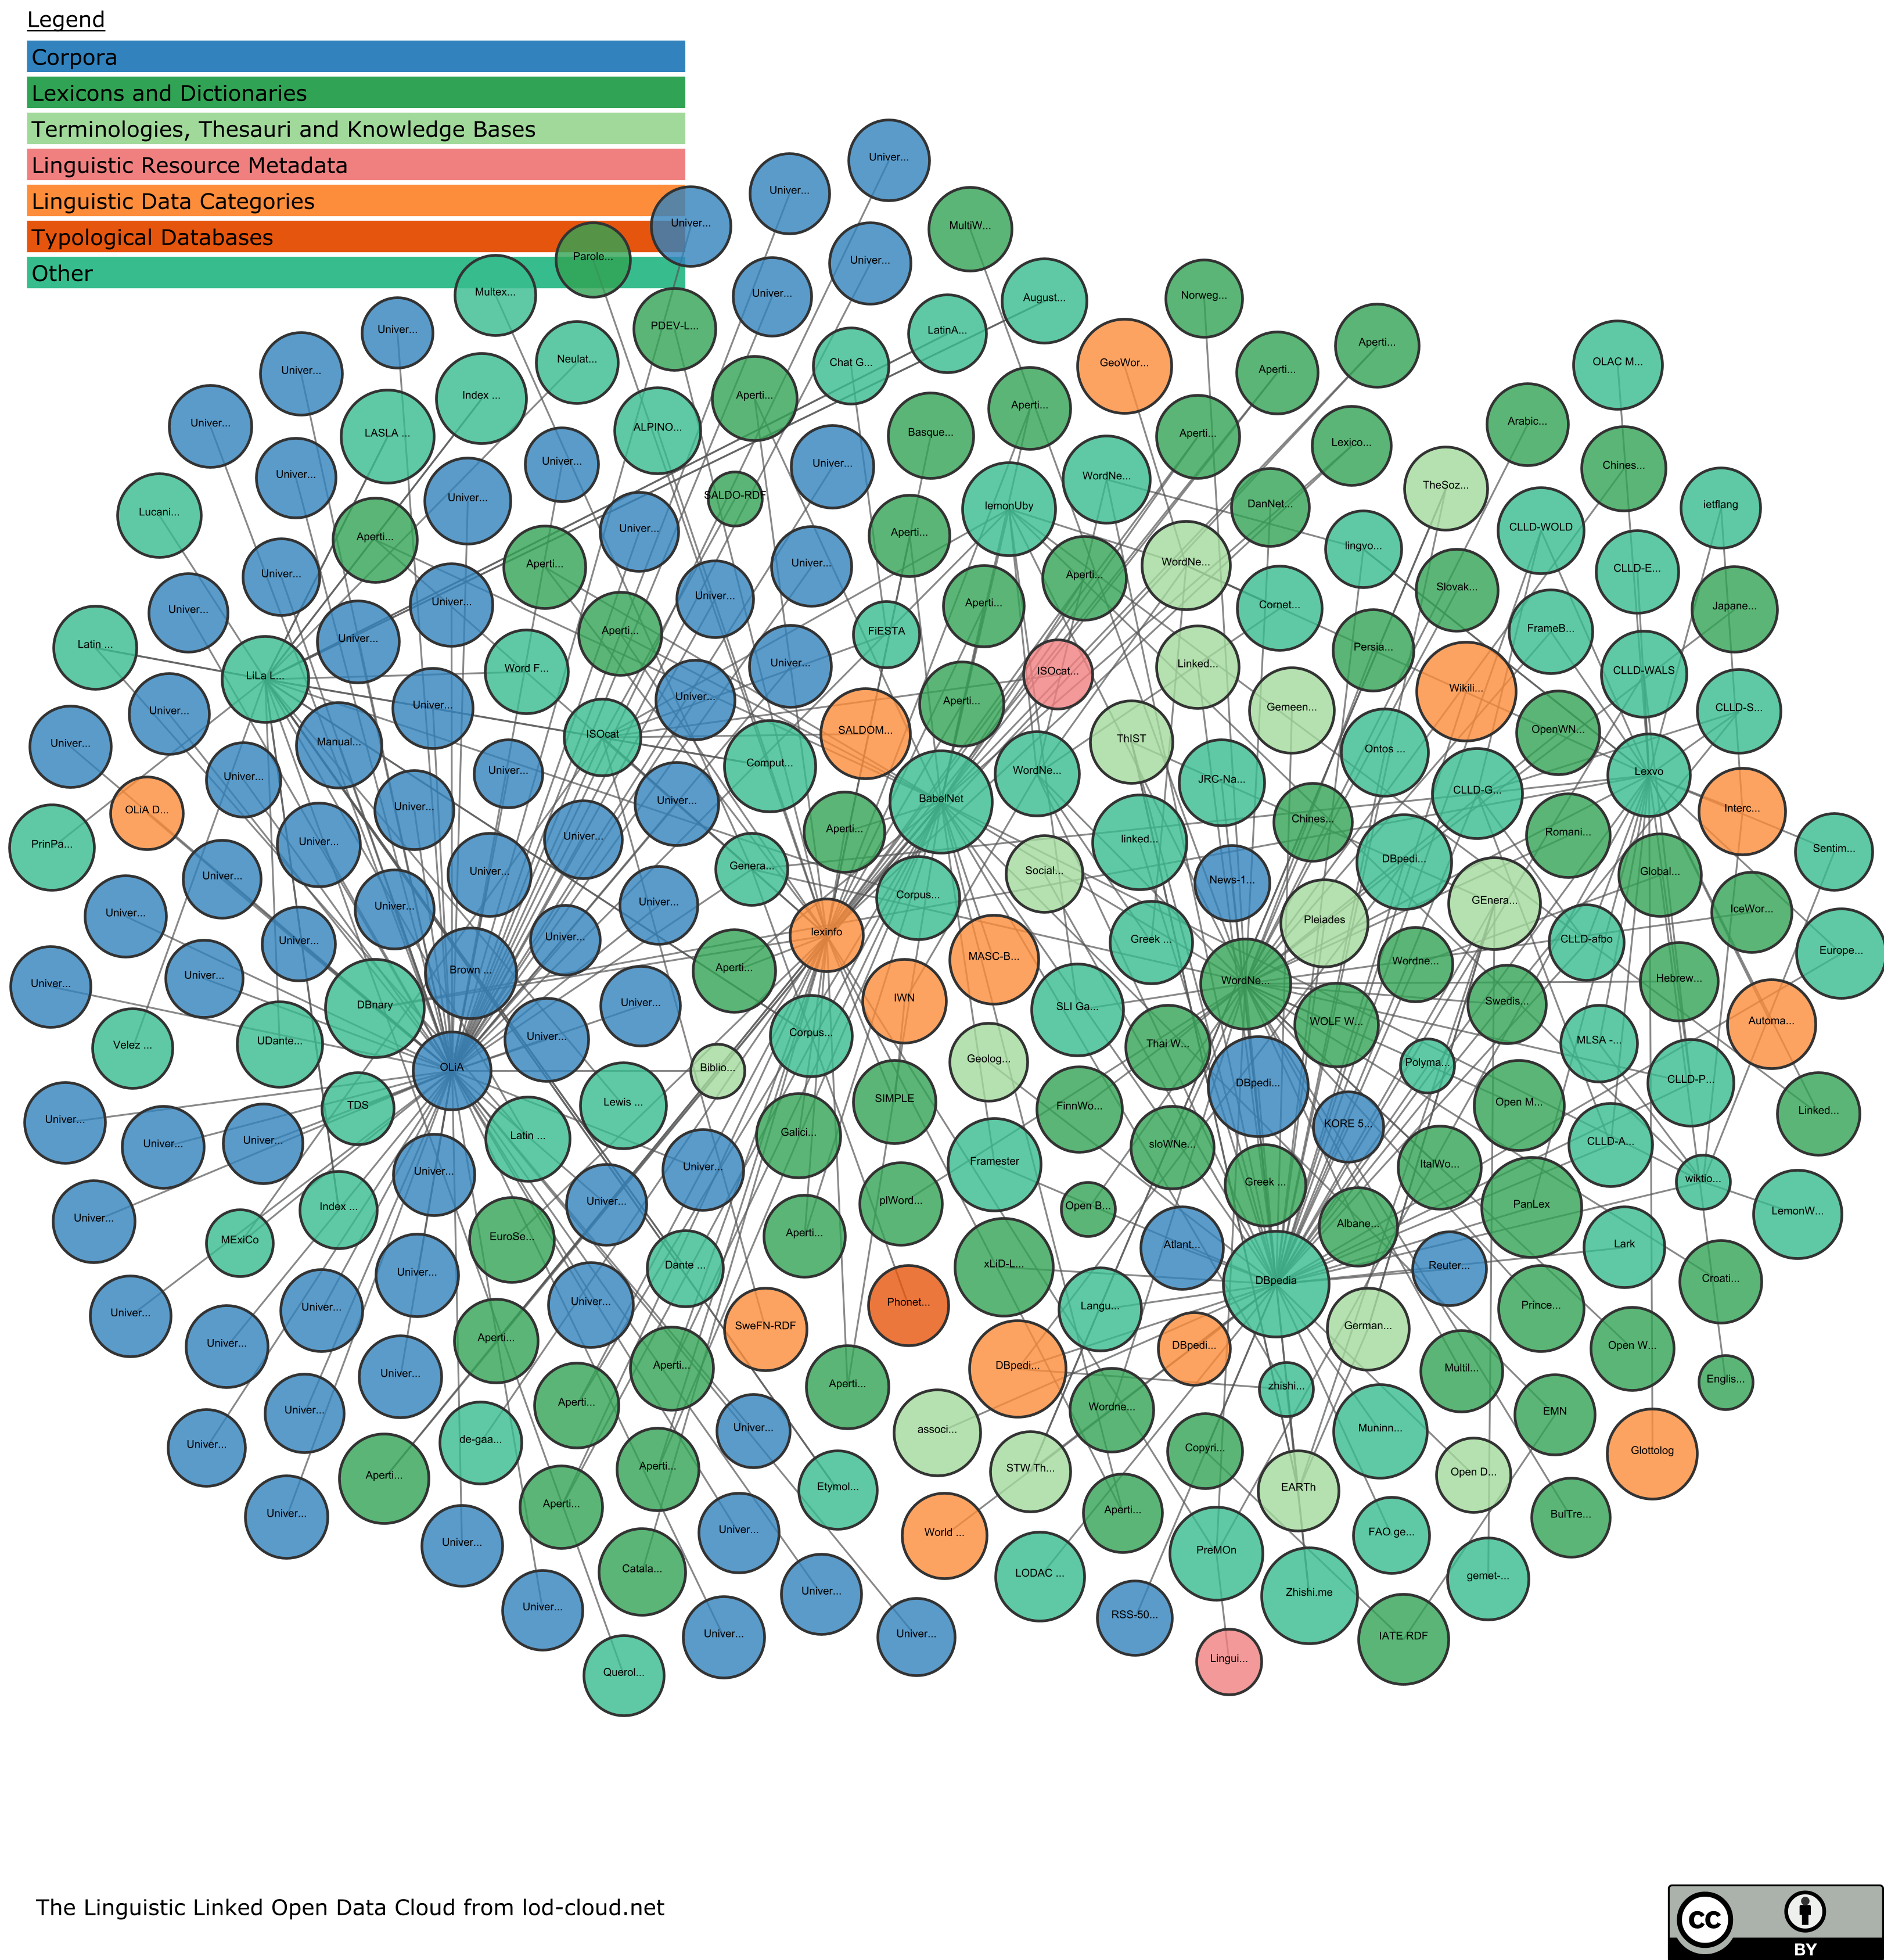 Legend
Corpora
Lexicons and Dictionaries
Terminologies, Thesauri and Knowledge Bases
Linguistic Resource Metadata
Linguistic Data Categories
Typological Databases
Other
Univer...
Univer...
Univer...
MultiW...
Parole...
Univer...
Multex...
Univer...
August...
Norweg...
PDEV-L...
Univer...
LatinA...
Aperti...
Neulat...
Chat G...
GeoWor...
OLAC M...
Univer...
Index ...
Aperti...
Aperti...
Aperti...
Univer...
LASLA ...
ALPINO...
Basque...
Aperti...
Lexico...
Arabic...
Univer...
Univer...
Univer...
Univer...
WordNe...
Chines...
Univer...
SALDO-RDF
lemonUby
DanNet...
TheSoz...
ietflang
Lucani...
Aperti...
Univer...
Aperti...
lingvo...
CLLD-WOLD
Univer...
Aperti...
Univer...
Aperti...
WordNe...
CLLD-E...
Univer...
Univer...
Univer...
Aperti...
Cornet...
Slovak...
Japane...
Latin ...
Univer...
Aperti...
FiESTA
FrameB...
LiLa L...
Word F...
Univer...
ISOcat...
Linked...
Persia...
CLLD-WALS
Univer...
Univer...
Univer...
Aperti...
Gemeen...
Wikili...
CLLD-S...
Univer...
Manual...
ISOcat
SALDOM...
ThIST
Ontos ...
OpenWN...
Univer...
Univer...
Comput...
WordNe...
JRC-Na...
Lexvo
OLiA D...
Univer...
Univer...
BabelNet
CLLD-G...
Interc...
PrinPa...
Univer...
Univer...
Aperti...
linked...
Chines...
Romani...
Sentim...
Univer...
Univer...
Genera...
Social...
News-1...
DBpedi...
Global...
Univer...
Univer...
Univer...
Corpus...
Pleiades
GEnera...
IceWor...
Univer...
Univer...
lexinfo
Greek ...
CLLD-afbo
Europe...
Univer...
Univer...
Brown ...
Aperti...
MASC-B...
WordNe...
Wordne...
Hebrew...
DBnary
Univer...
IWN
SLI Ga...
Swedis...
Velez ...
UDante...
Univer...
Corpus...
WOLF W...
Automa...
OLiA
Biblio...
Geolog...
Thai W...
Polyma...
MLSA -...
Univer...
TDS
Lewis ...
SIMPLE
FinnWo...
DBpedi...
Open M...
CLLD-P...
Linked...
Univer...
Univer...
Latin ...
Galici...
sloWNe...
KORE 5...
CLLD-A...
Univer...
Univer...
Framester
ItalWo...
wiktio...
Univer...
Index ...
Univer...
plWord...
Open B...
Greek ...
PanLex
LemonW...
MExiCo
EuroSe...
Aperti...
Atlant...
Albane...
Lark
Univer...
Dante ...
xLiD-L...
DBpedia
Reuter...
Croati...
Univer...
Univer...
Univer...
Phonet...
Langu...
Prince...
Univer...
Aperti...
SweFN-RDF
DBpedi...
German...
Open W...
Univer...
Aperti...
Aperti...
DBpedi...
zhishi...
Multil...
Englis...
Univer...
Aperti...
Univer...
associ...
Wordne...
Muninn...
EMN
Univer...
de-gaa...
Aperti...
STW Th...
Copyri...
Open D...
Glottolog
Aperti...
Etymol...
EARTh
Univer...
Aperti...
Univer...
World ...
Aperti...
FAO ge...
BulTre...
Univer...
Catala...
LODAC ...
PreMOn
gemet-...
Univer...
Univer...
Zhishi.me
Univer...
Univer...
RSS-50...
IATE RDF
Querol...
Lingui...
The Linguistic Linked Open Data Cloud from lod-cloud.net
cc
BY